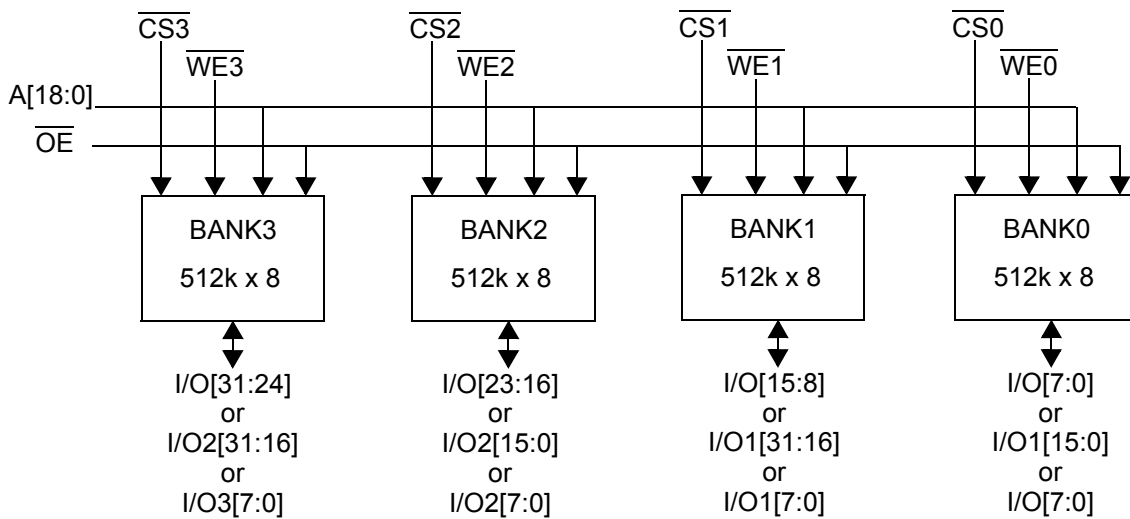 CS3 CS2 CS1 CS0
WE3 WE2 WE1 WE0
A[18:0]
OE
BANK3 BANK2 BANK1 BANK0
512k x 8 512k x 8 512k x 8 512k x 8
I/O[31:24] I/O[23:16] I/O[15:8] I/O[7:0]
or or or or
I/O2[31:16] I/O2[15:0] I/O1[31:16] I/O1[15:0]
or or or or
I/O3[7:0] I/O2[7:0] I/O1[7:0] I/O[7:0]